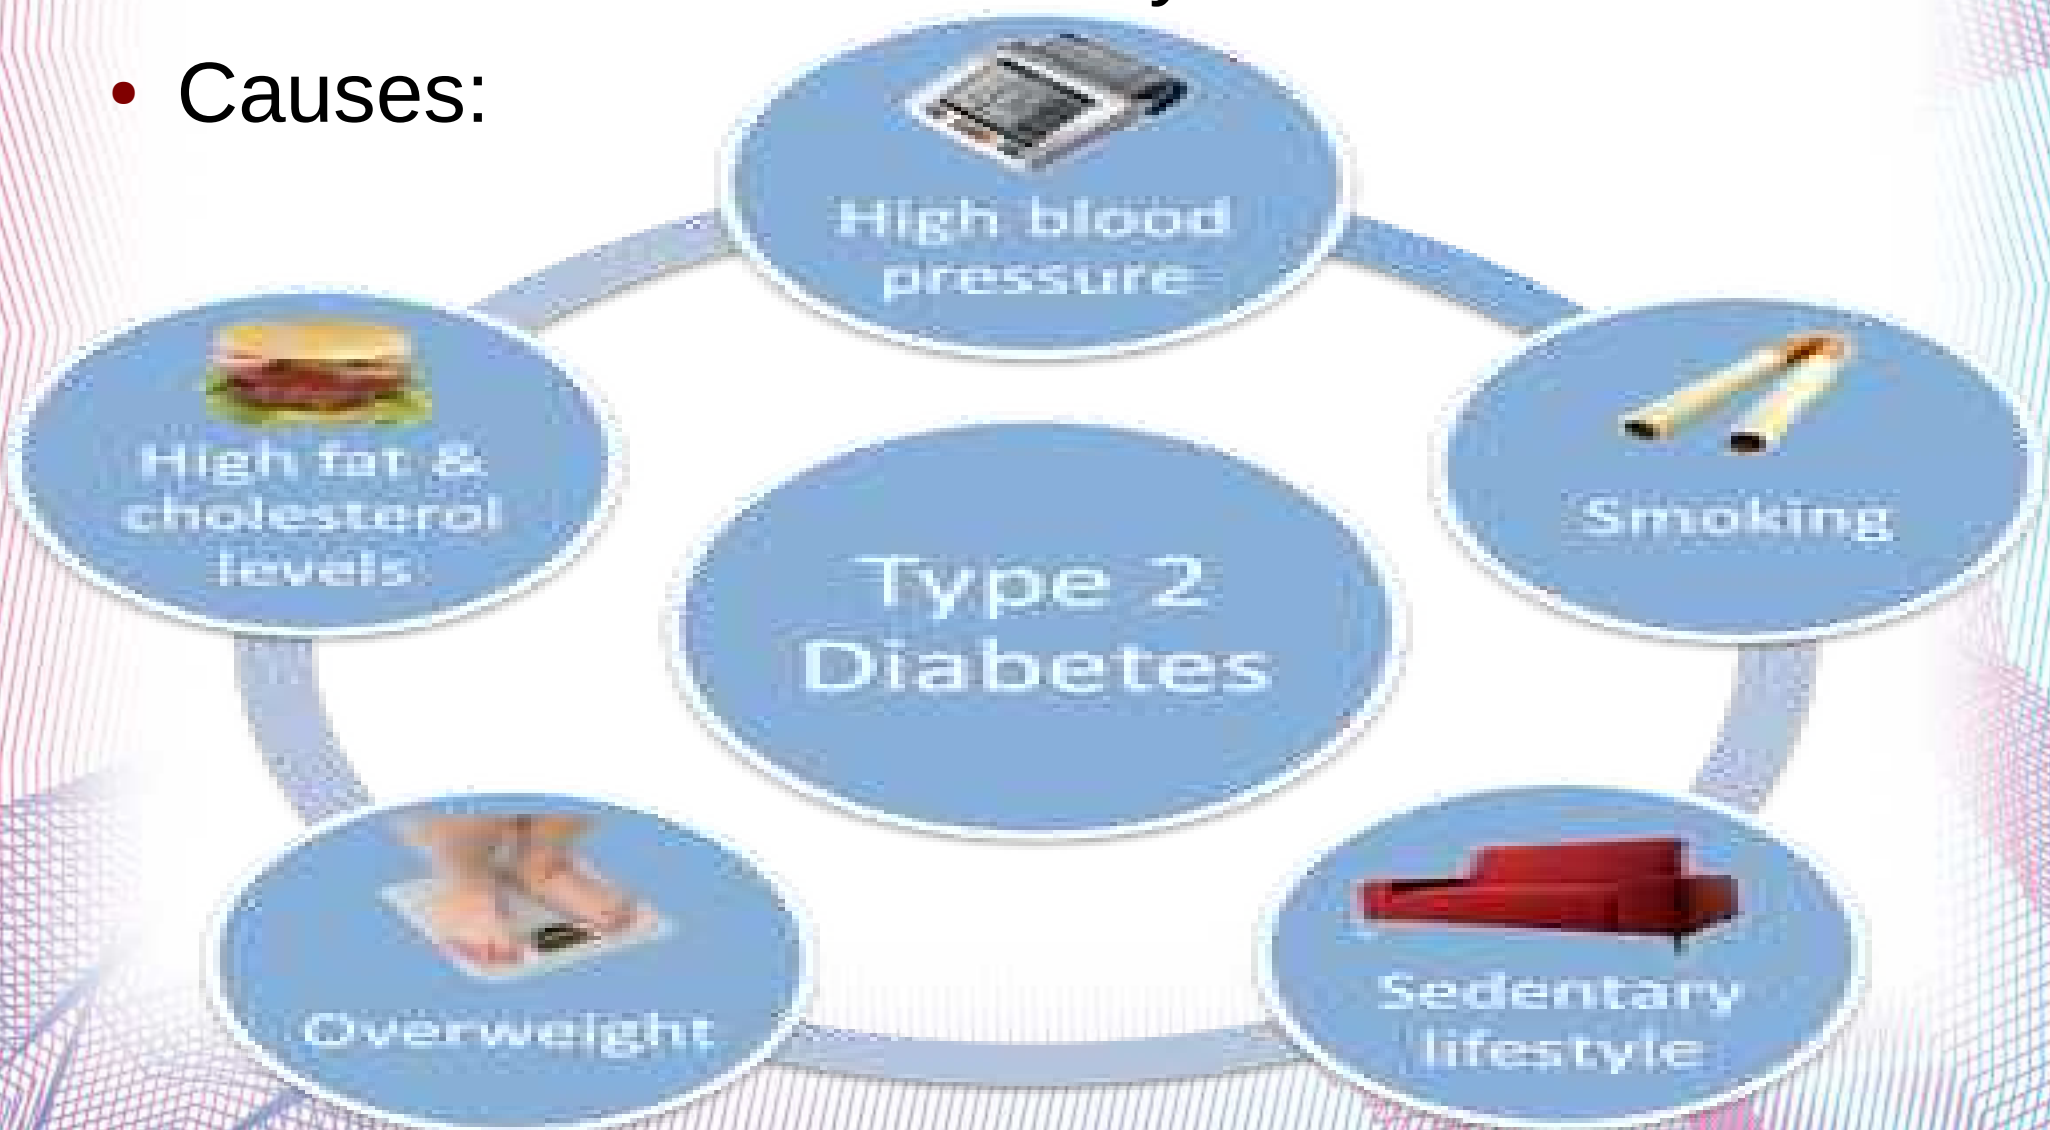 • Causes:
High blood
pressure
High fat &
cholesterol
levels
Smoking
Type 2
Diabetes
Overweight
Sedentary
lifestyle